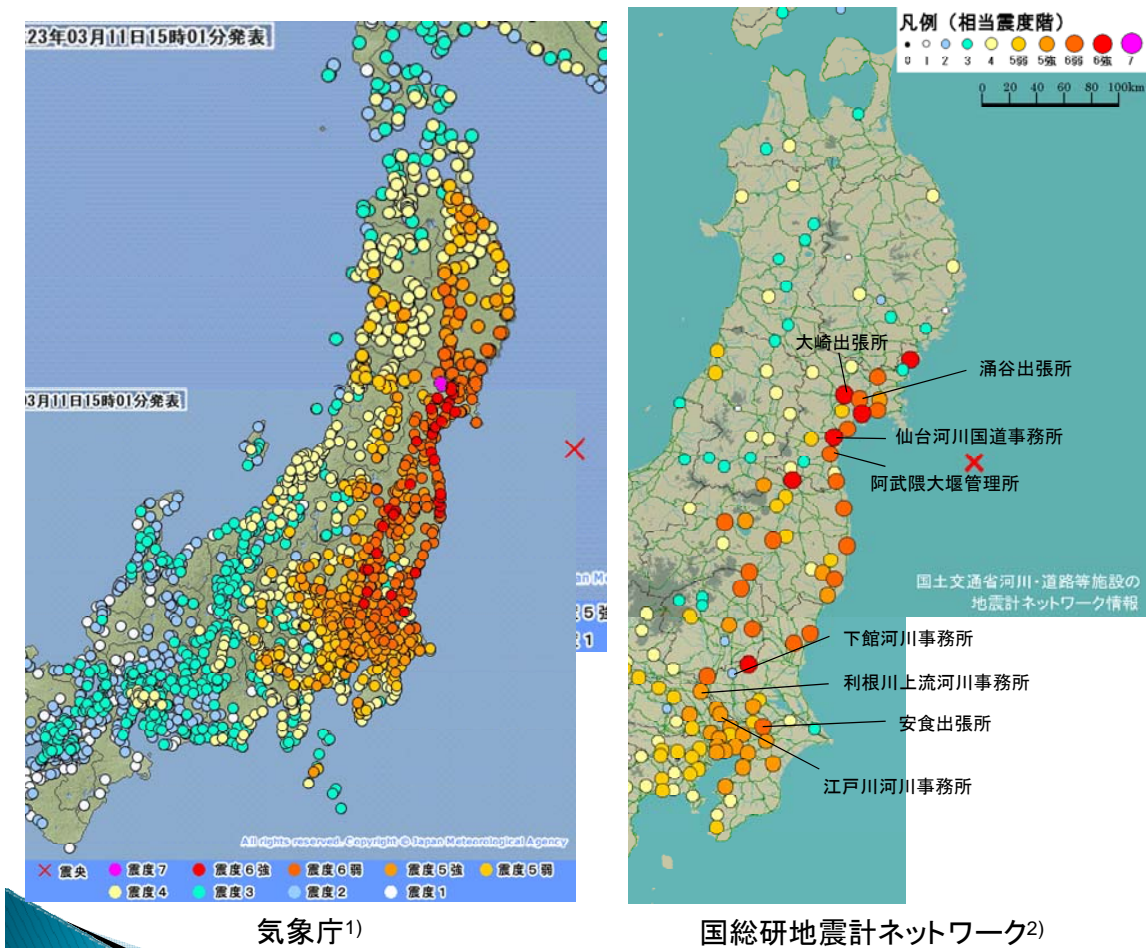 23年03月11日15時01分発表
03月11日15時01分発表
震度5強
震度1
All rights reserved. Copyright © Japan Meteorological Agency
× 震央 震度7 震度6強 震度6弱 震度5強 震度5弱
震度4 震度3 震度2 震度1
気象庁1)
凡例（相当震度階）
0 1 2 3 4 5弱 5強 6弱 6強 7
0 20 40 60 80 100km
大崎出張所
涌谷出張所
仙台河川国道事務所
阿武隈大堰管理所
国土交通省河川・道路等施設の
地震計ネットワーク情報
下館河川事務所
利根川上流河川事務所
安食出張所
江戸川河川事務所
国総研地震計ネットワーク2)